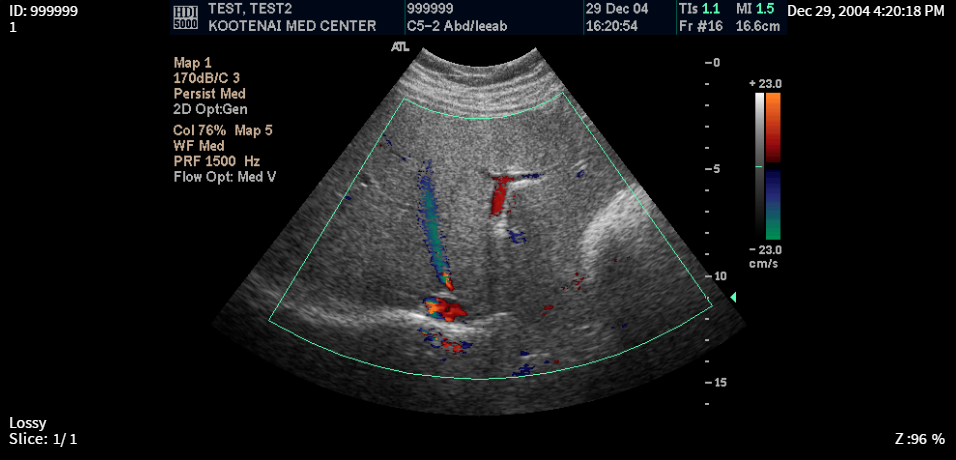 ID: 999999
1
HDI
5000
TEST, TEST2
KOOTENAI MED CENTER
999999
C5-2 Abd/leeab
29 Dec 04
16:20:54
TIs 1.1 MI 1.5
Fr #16 16.6cm
Dec 29, 2004 4:20:18 PM
ATL
Map 1
170dB/C 3
Persist Med
2D Opt:Gen
Col 76% Map 5
WF Med
PRF 1500 Hz
Flow Opt: Med V
0
5
10
15
+ 23.0
- 23.0
cm/s
Lossy
Slice: 1/ 1
Z :96 %